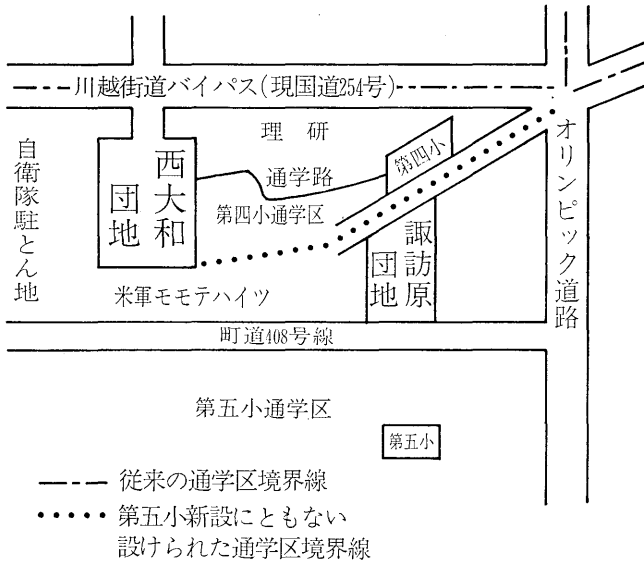 川越街道バイパス(現国道254号)
理 研
第四小
通学路
第四小通学区
西大和
団地
自衛隊駐とん地
諏訪原
団地
オリンピック道路
米軍モモテハイツ
町道408号線
第五小通学区
第五小
従来の通学区境界線
第五小新設にともない
設けられた通学区境界線